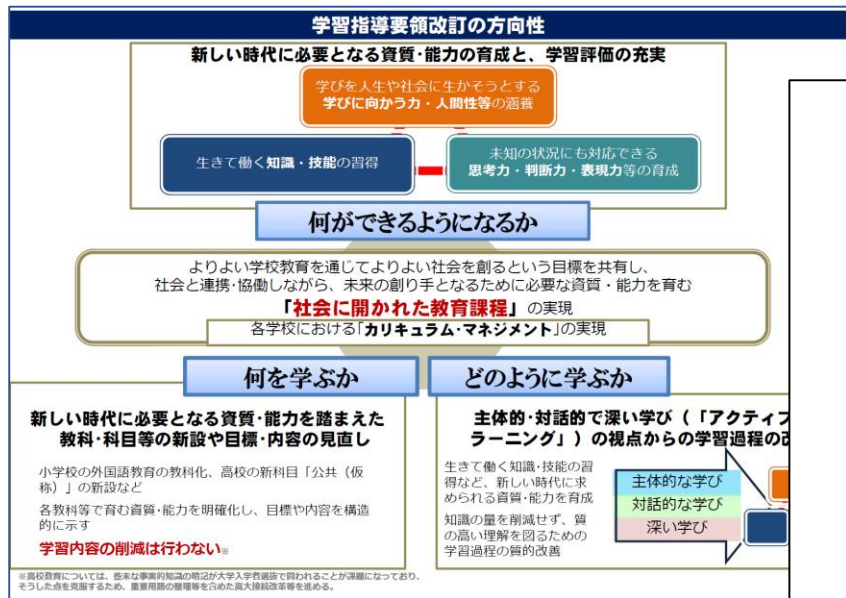 学習指導要領改訂の方向性
新しい時代に必要となる資質・能力の育成と、学習評価の充実
学びを人生や社会に生かそうとする
学びに向かう力・人間性等の涵養
生きて働く知識・技能の習得
未知の状況にも対応できる
思考力・判断力・表現力等の育成
何ができるようになるか
よりよい学校教育を通じてよりよい社会を創るという目標を共有し、
社会と連携・協働しながら、未来の創り手となるために必要な資質・能力を育む
「社会に開かれた教育課程」の実現
各学校における「カリキュラム・マネジメント」の実現
何を学ぶか
新しい時代に必要となる資質・能力を踏まえた
教科・科目等の新設や目標・内容の見直し
小学校の外国語教育の教科化、高校の新科目「公共（仮
称）」の新設など
各教科等で育む資質・能力を明確化し、目標や内容を構造
的に示す
学習内容の削減は行わない※
どのように学ぶか
主体的・対話的で深い学び（「アクティブ
ラーニング」）の視点からの学習過程の
生きて働く知識・技能の習
得など、新しい時代に求
められる資質・能力を育成
知識の量を削減せず、質
の高い理解を図るための
学習過程の質的改善
主体的な学び
対話的な学び
深い学び
※高校教育については、些末な事実的知識の暗記が大学入学者選抜で問われることが課題になっており、
そうした点を克服するため、重要用語の整理等を含めた高大接続改革等を進める。